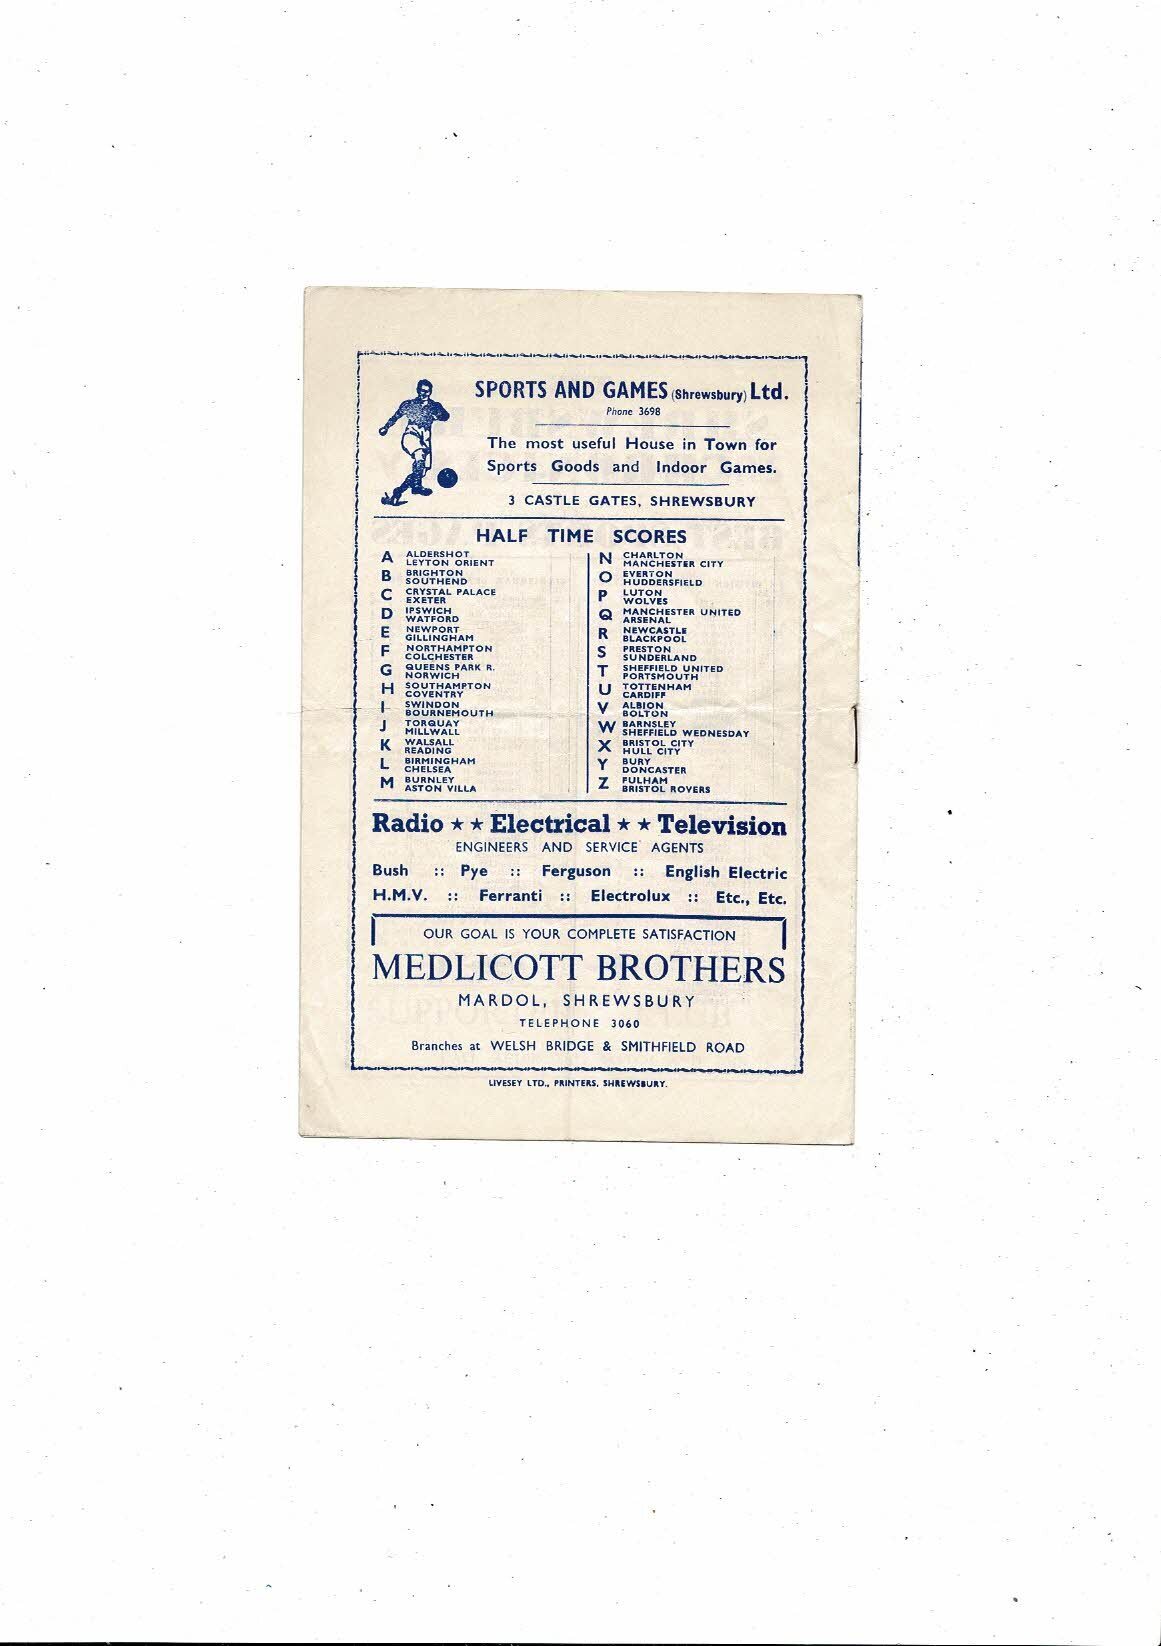 SPORTS AND GAMES (Shrewsbury) Ltd.
Phone 3698
The most useful House in Town for
Sports Goods and Indoor Games.
3 CASTLE GATES, SHREWSBURY
HALF TIME SCORES
A ALDERSHOT
LEYTON ORIENT
B BRIGHTON
SOUTHEND
C CRYSTAL PALACE
EXETER
D IPSWICH
WATFORD
E NEWPORT
GILLINGHAM
F NORTHAMPTON
COLCHESTER
G QUEENS PARK R.
NORWICH
H SOUTHAMPTON
COVENTRY
I SWINDON
BOURNEMOUTH
J TORQUAY
MILLWALL
K WALSALL
READING
L BIRMINGHAM
CHELSEA
M BURNLEY
ASTON VILLA
N CHARLTON
MANCHESTER CITY
O EVERTON
HUDDERSFIELD
P LUTON
WOLVES
Q MANCHESTER UNITED
ARSENAL
R NEWCASTLE
BLACKPOOL
S PRESTON
SUNDERLAND
T SHEFFIELD UNITED
PORTSMOUTH
U TOTTENHAM
CARDIFF
V ALBION
BOLTON
W BARNSLEY
SHEFFIELD WEDNESDAY
X BRISTOL CITY
HULL CITY
Y BURY
DONCASTER
Z FULHAM
BRISTOL ROVERS
Radio ★ ★ Electrical ★ ★ Television
ENGINEERS AND SERVICE AGENTS
Bush :: Pye :: Ferguson :: English Electric
H.M.V. :: Ferranti :: Electrolux :: Etc., Etc.
OUR GOAL IS YOUR COMPLETE SATISFACTION
MEDLICOTT BROTHERS
MARDOL, SHREWSBURY
TELEPHONE 3060
Branches at WELSH BRIDGE & SMITHFIELD ROAD
LIVESEY LTD., PRINTERS, SHREWSBURY.